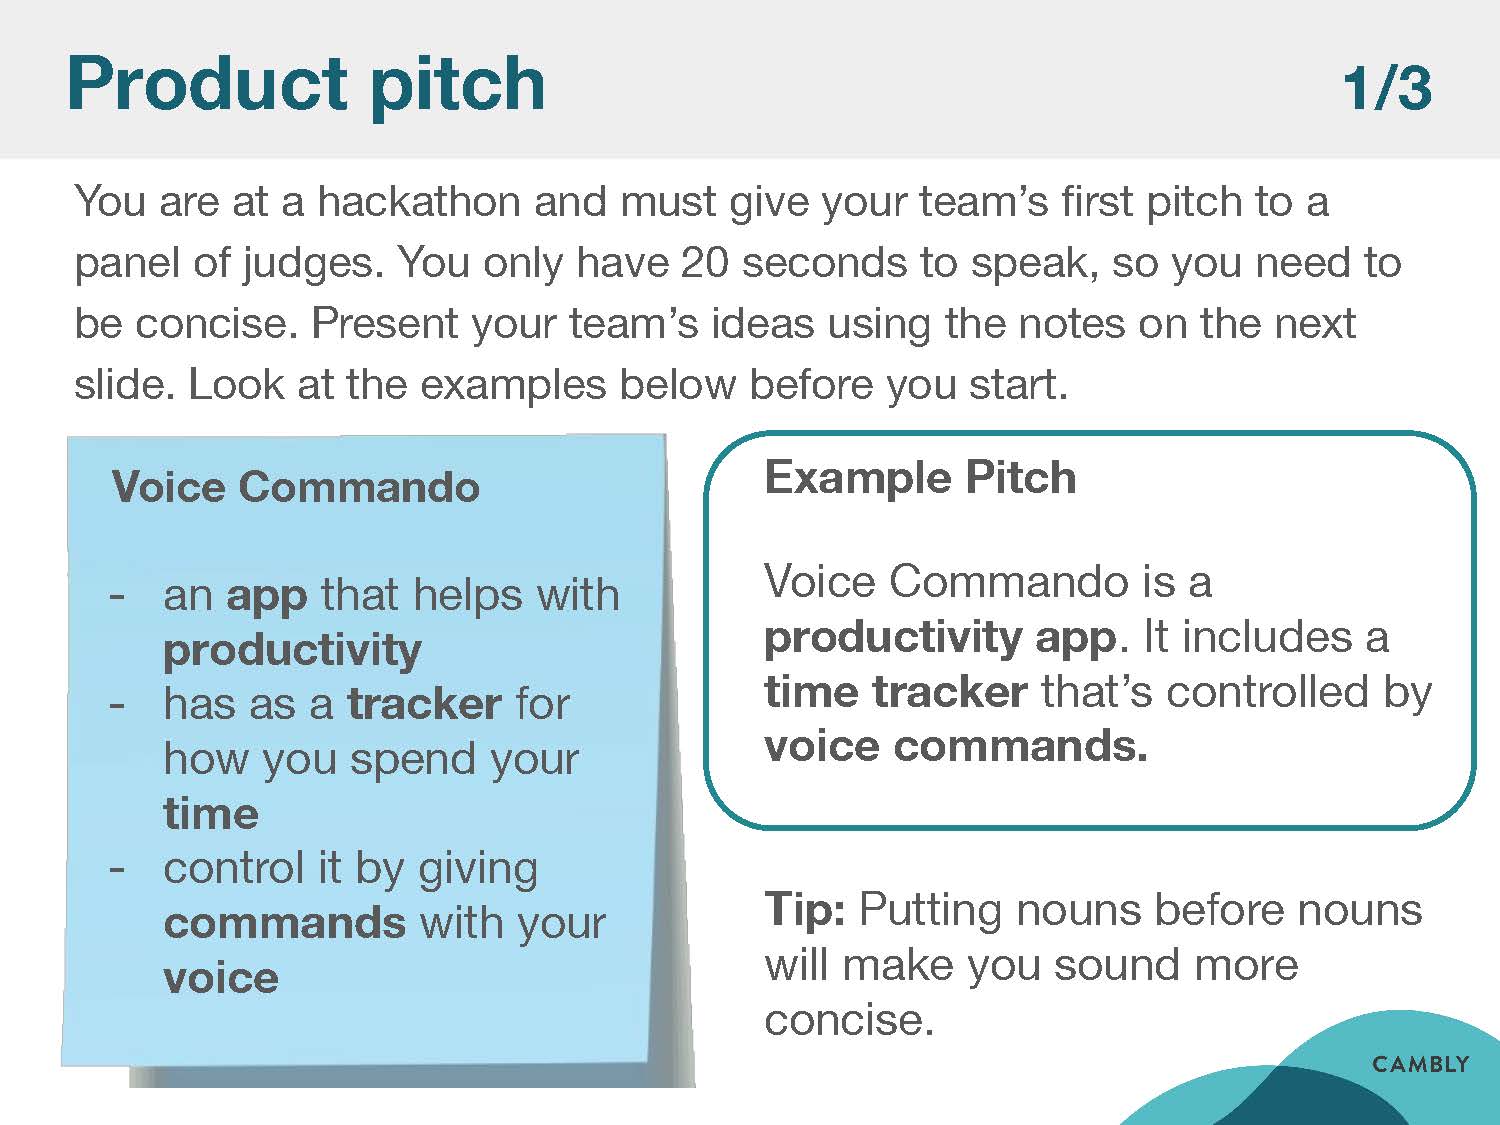 Product pitch
1/3
You are at a hackathon and must give your team’s first pitch to a
panel of judges. You only have 20 seconds to speak, so you need to
be concise. Present your team’s ideas using the notes on the next
slide. Look at the examples below before you start.
Voice Commando
- an app that helps with
productivity
- has as a tracker for
how you spend your
time
- control it by giving
commands with your
voice
Example Pitch
Voice Commando is a
productivity app. It includes a
time tracker that’s controlled by
voice commands.
Tip: Putting nouns before nouns
will make you sound more
concise.
CAMBLY